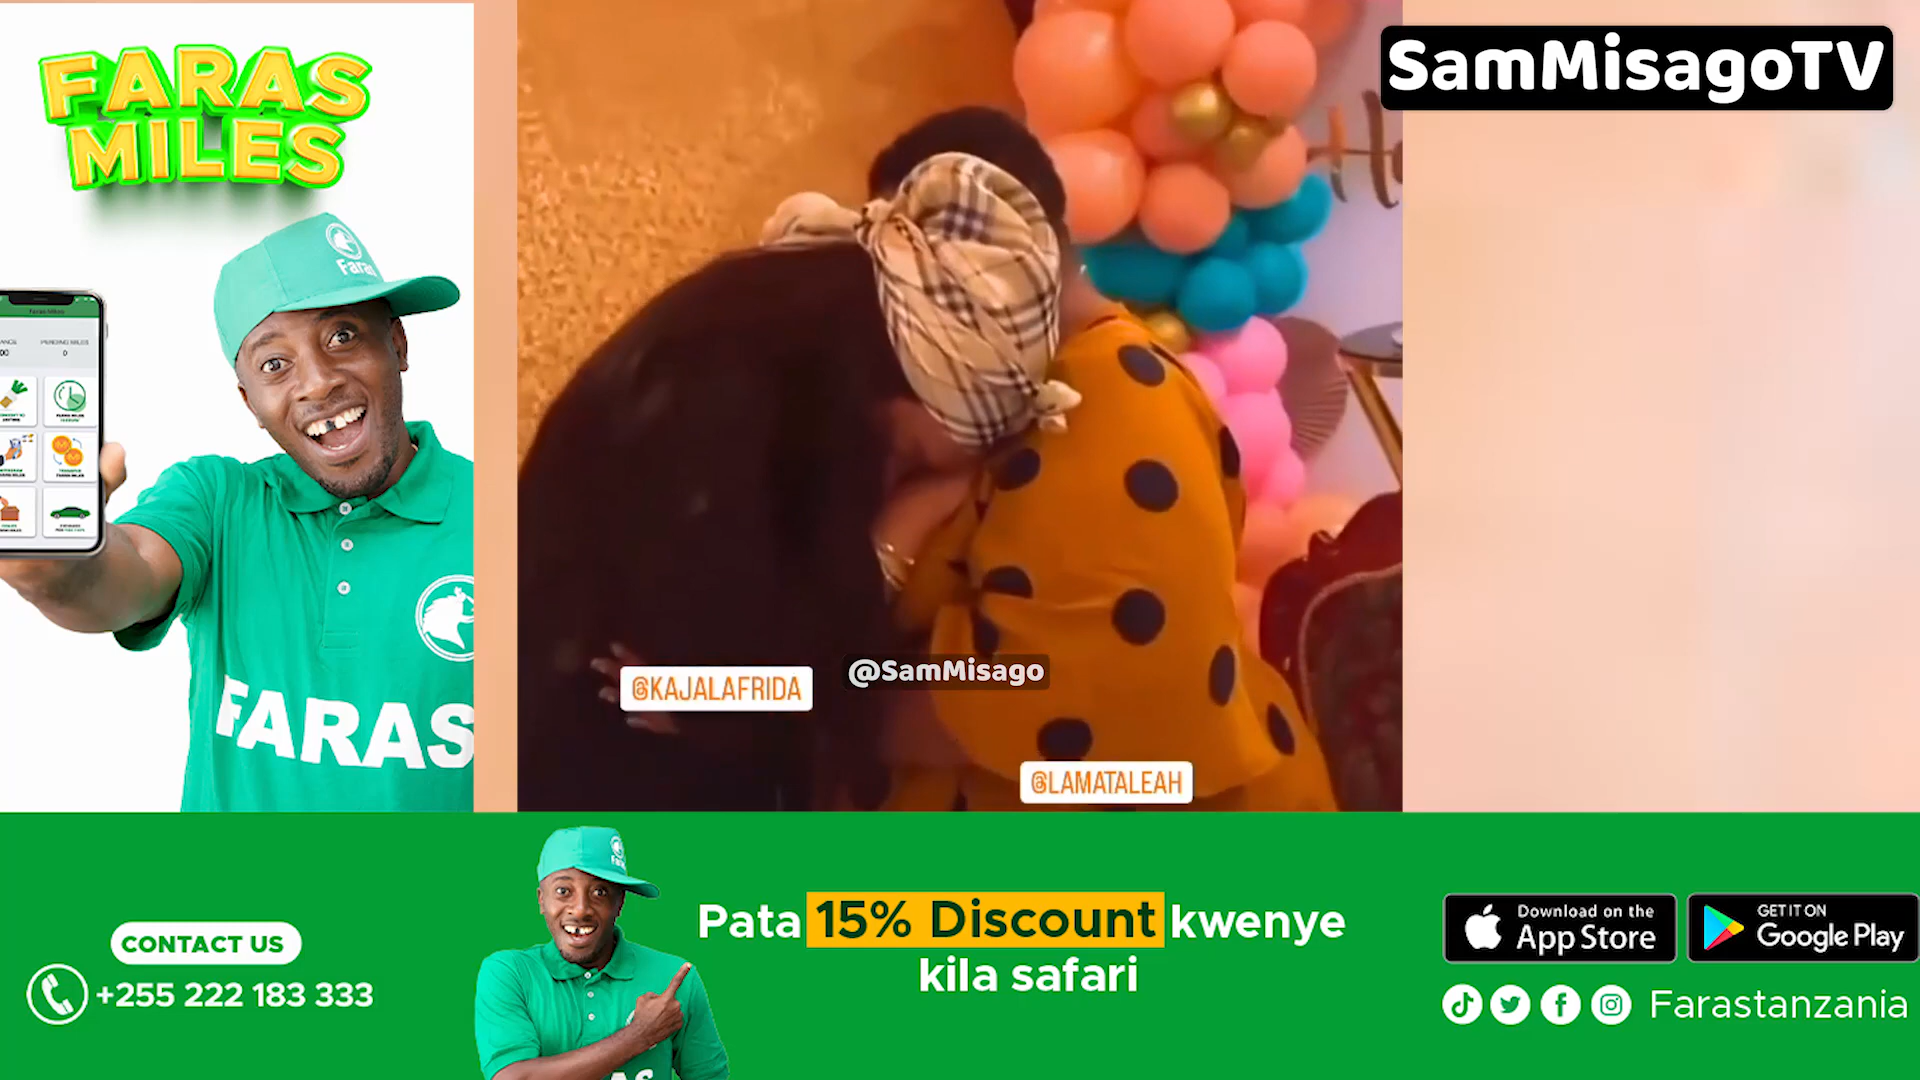 FARAS
MILES
SamMisagoTV
Faras
FARAS
@KAJALAFRIDA
@SamMisago
@LAMATALEAH
CONTACT US
+255 222 183 333
Pata 15% Discount kwenye
kila safari
Download on the
App Store
GET IT ON
Google Play
Farastanzania